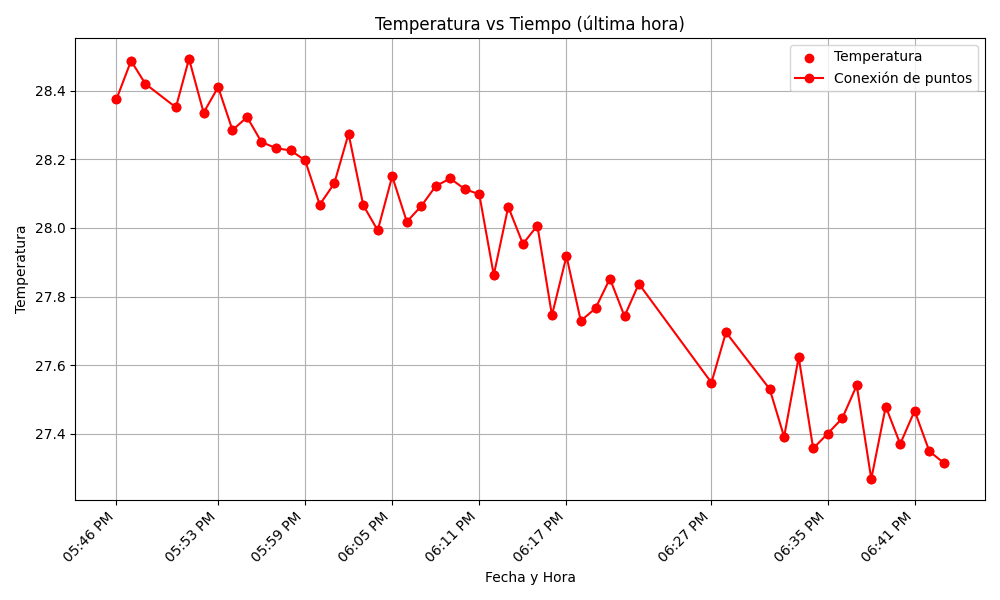 Temperatura vs Tiempo (última hora)
Temperatura
Conexión de puntos
Temperatura
28.4
28.2
28.0
27.8
27.6
27.4
05:46 PM
05:53 PM
05:59 PM
06:05 PM
06:11 PM
06:17 PM
06:27 PM
06:35 PM
06:41 PM
Fecha y Hora